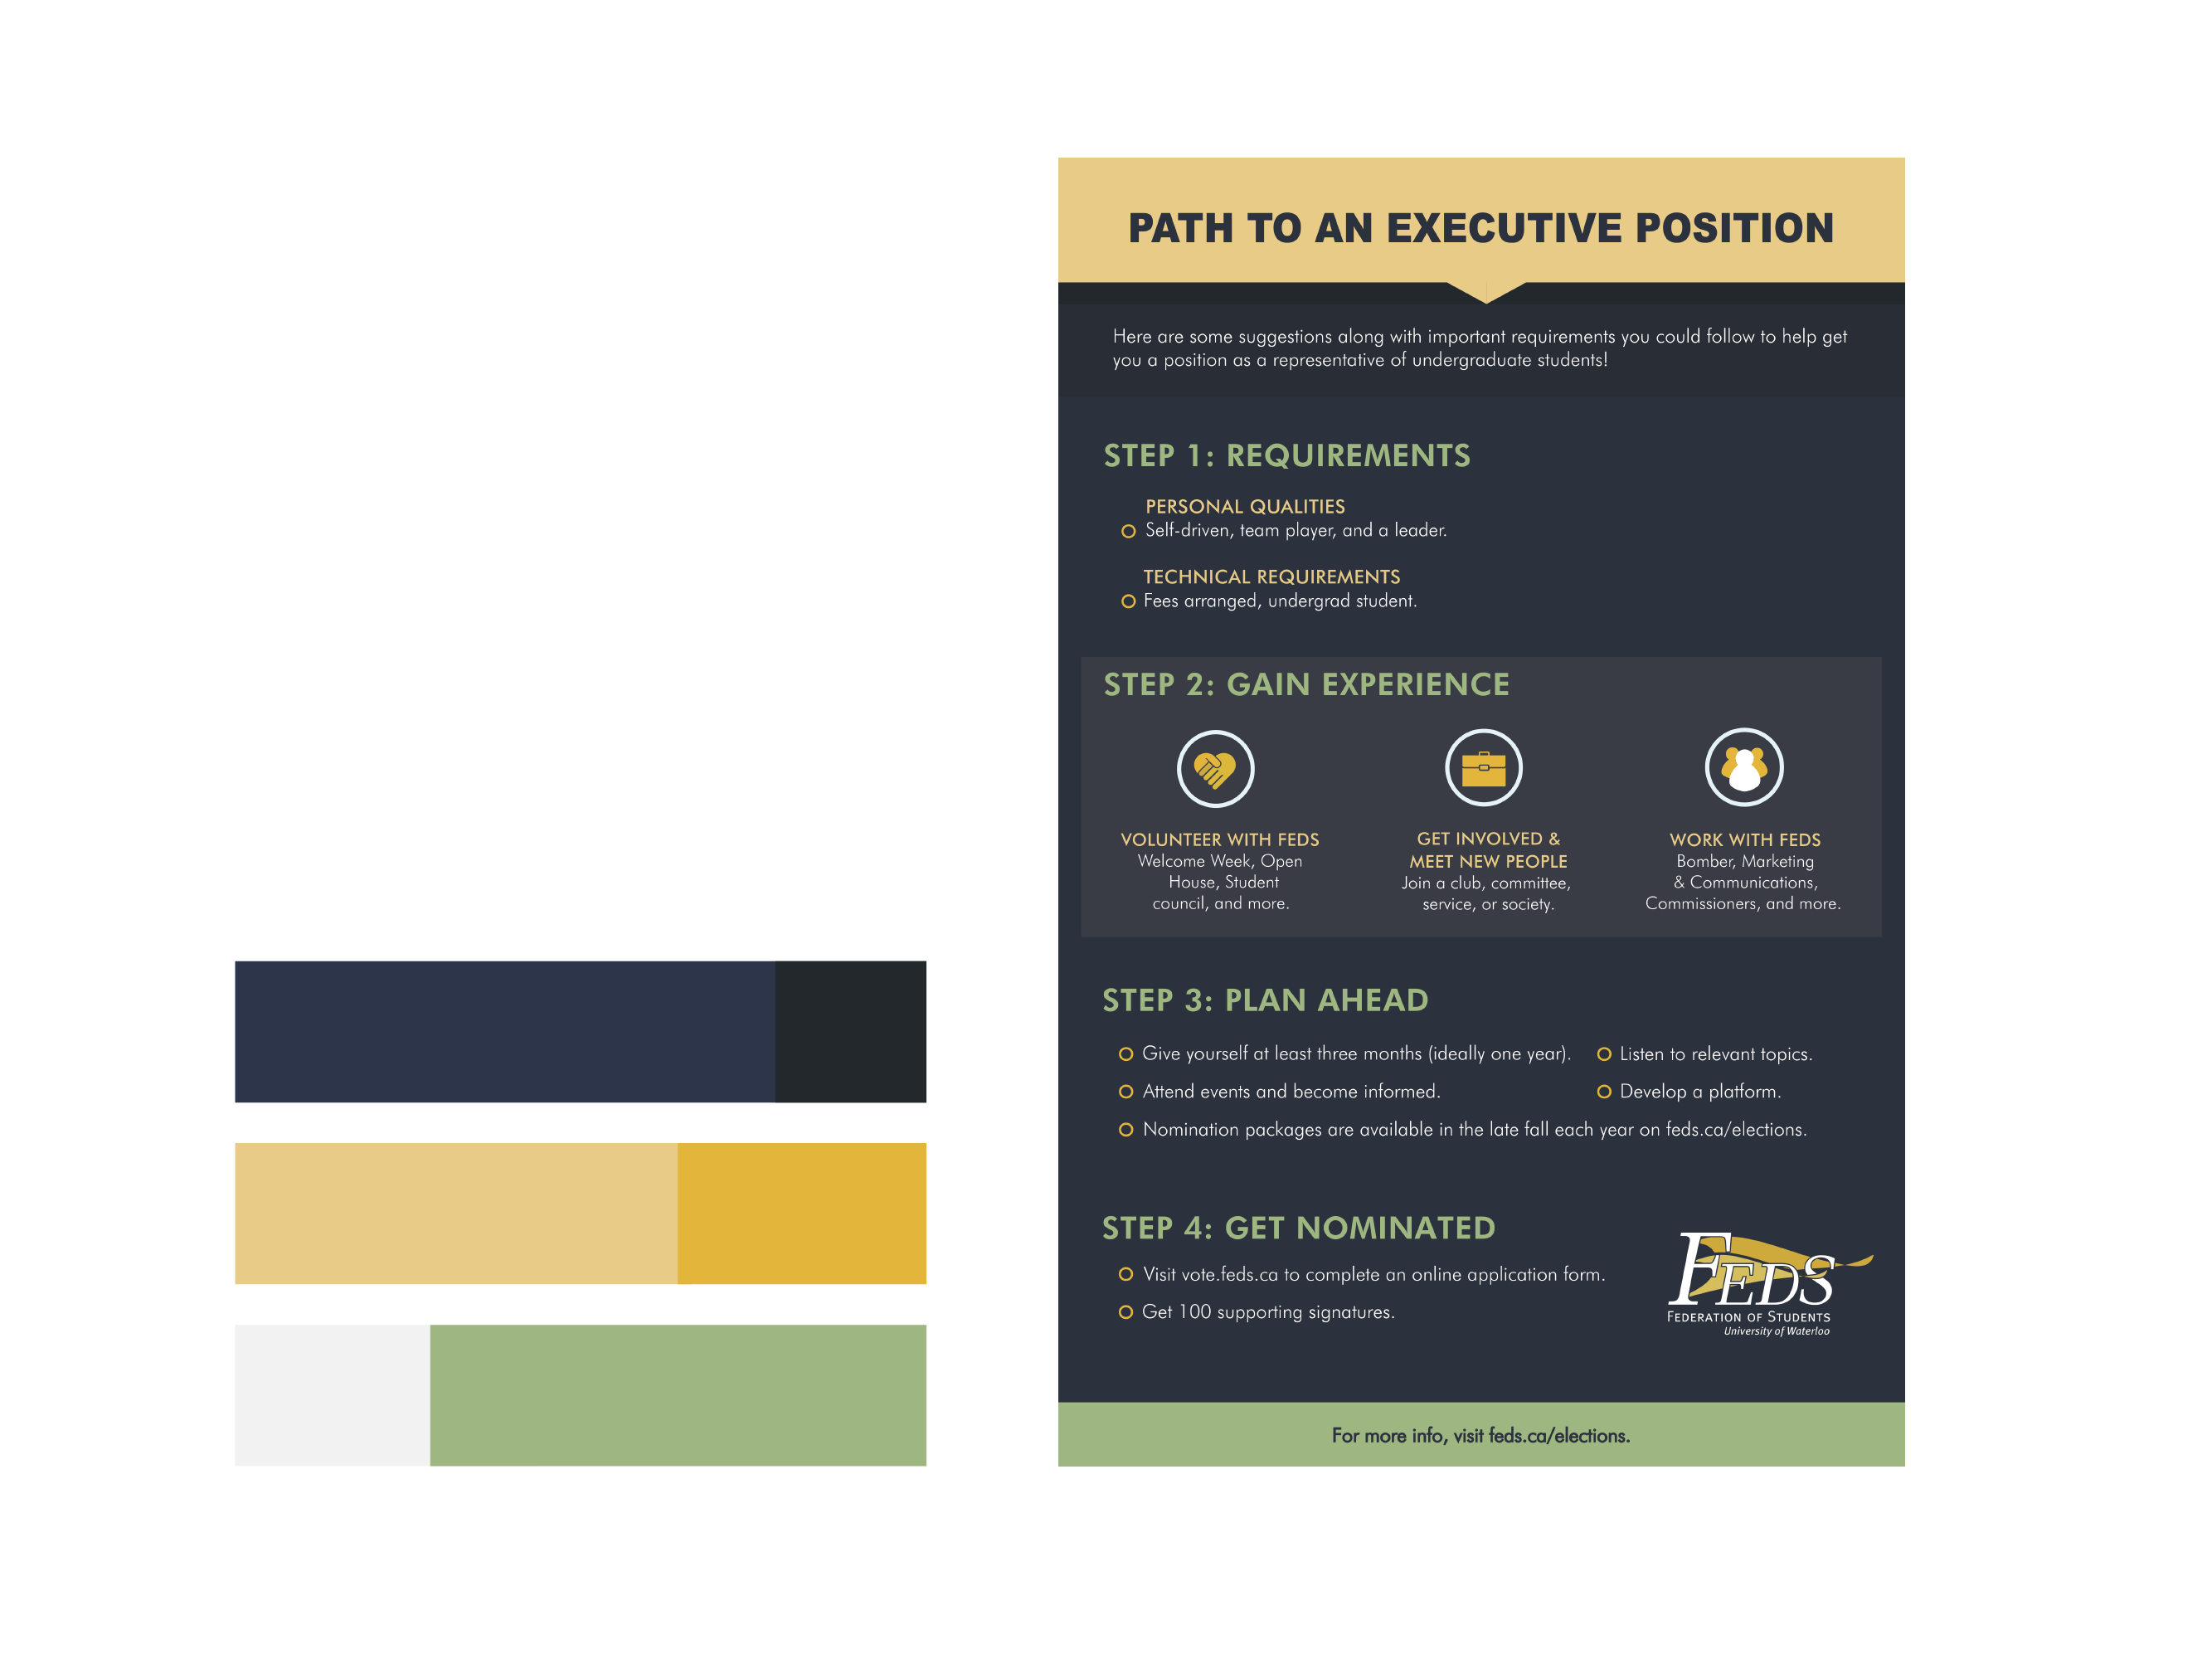 PATH TO AN EXECUTIVE POSITION
Here are some suggestions along with important requirements you could follow to help get
you a position as a representative of undergraduate students!
STEP 1: REQUIREMENTS
PERSONAL QUALITIES
Self-driven, team player, and a leader.
TECHNICAL REQUIREMENTS
Fees arranged, undergrad student.
STEP 2: GAIN EXPERIENCE
VOLUNTEER WITH FEDS
Welcome Week, Open
House, Student
council, and more.
GET INVOLVED &
MEET NEW PEOPLE
Join a club, committee,
service, or society.
WORK WITH FEDS
Bomber, Marketing
& Communications,
Commissioners, and more.
STEP 3: PLAN AHEAD
Give yourself at least three months (ideally one year).
Listen to relevant topics.
Attend events and become informed.
Develop a platform.
Nomination packages are available in the late fall each year on feds.ca/elections.
STEP 4: GET NOMINATED
Visit vote.feds.ca to complete an online application form.
Get 100 supporting signatures.
FEDS
FEDERATION OF STUDENTS
University of Waterloo
For more info, visit feds.ca/elections.